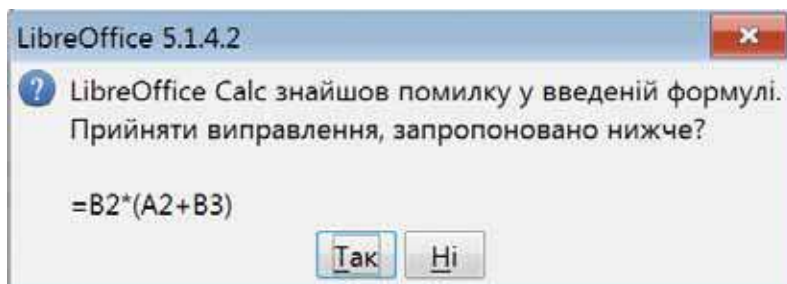 LibreOffice 5.1.4.2
LibreOffice Calc знайшов помилку у введеній формулі.
Прийняти виправлення, запропоновано нижче?
=B2*(A2+B3)
Так Ні